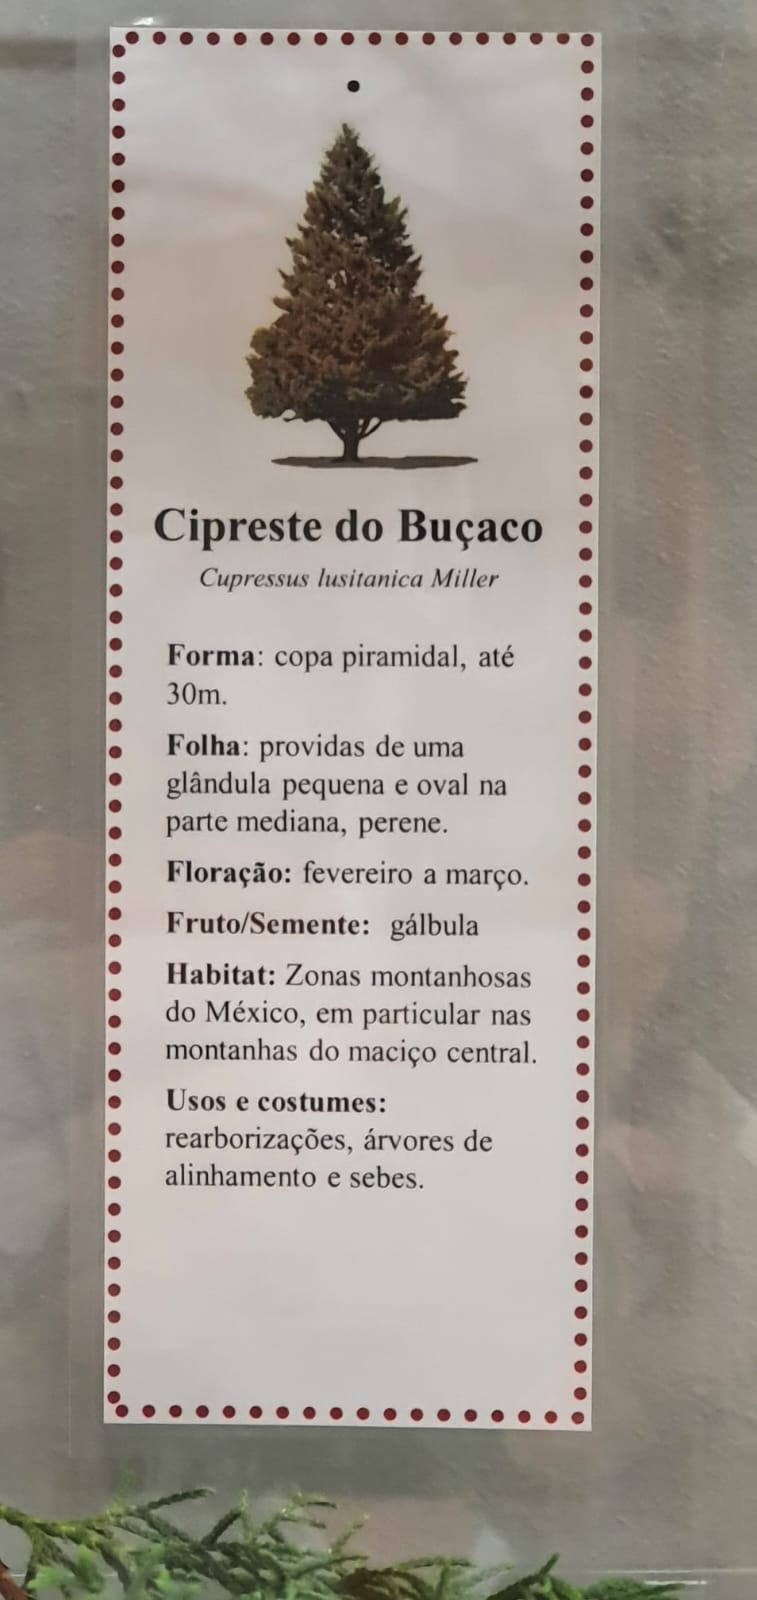 Cipreste do Buçaco
Cupressus lusitanica Miller
Forma: copa piramidal, até
30m.
Folha: providas de uma
glândula pequena e oval na
parte mediana, perene.
Floração: fevereiro a março.
Fruto/Semente: gálbula
Habitat: Zonas montanhosas
do México, em particular nas
montanhas do maciço central.
Usos e costumes:
rearborizações, árvores de
alinhamento e sebes.